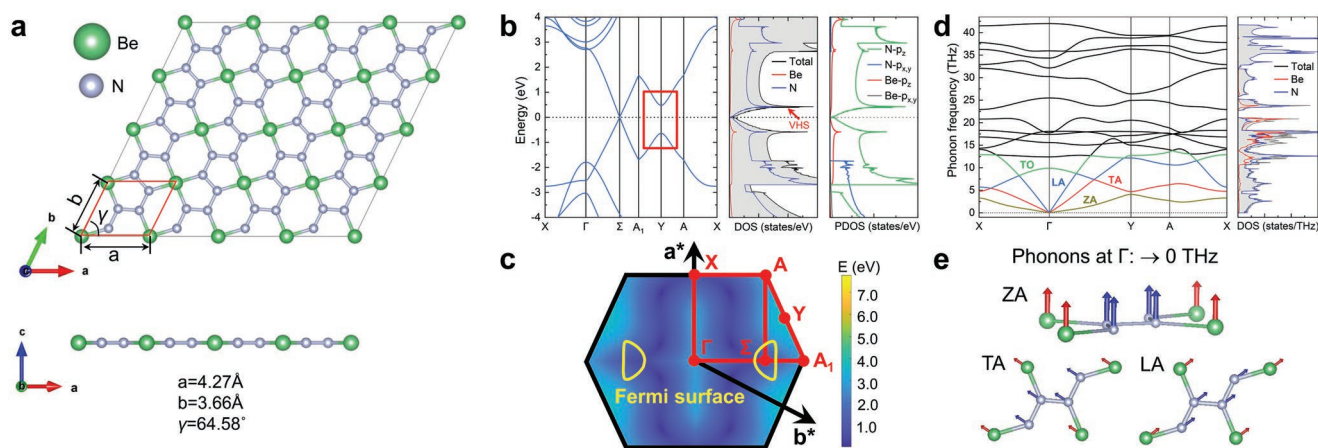 a
Be
N
b
γ
a
b
a
c
b
a
a=4.27Å
b=3.66Å
γ=64.58°
b
Energy (eV)
4
3
2
1
0
-1
-2
-3
-4
X
Γ
Σ
A₁
Y
A
X
Total
Be
N
VHS
DOS (states/eV)
N-pz
N-px,y
Be-pz
Be-px,y
PDOS (states/eV)
c
a*
X
A
Y
Γ
Σ
A₁
Fermi surface
b*
E (eV)
7.0
6.0
5.0
4.0
3.0
2.0
1.0
d
Phonon frequency (THz)
40
35
30
25
20
15
10
5
0
TO
LA
TA
ZA
X
Γ
Y
A
X
Total
Be
N
DOS (states/THz)
e
Phonons at Γ: → 0 THz
ZA
TA
LA